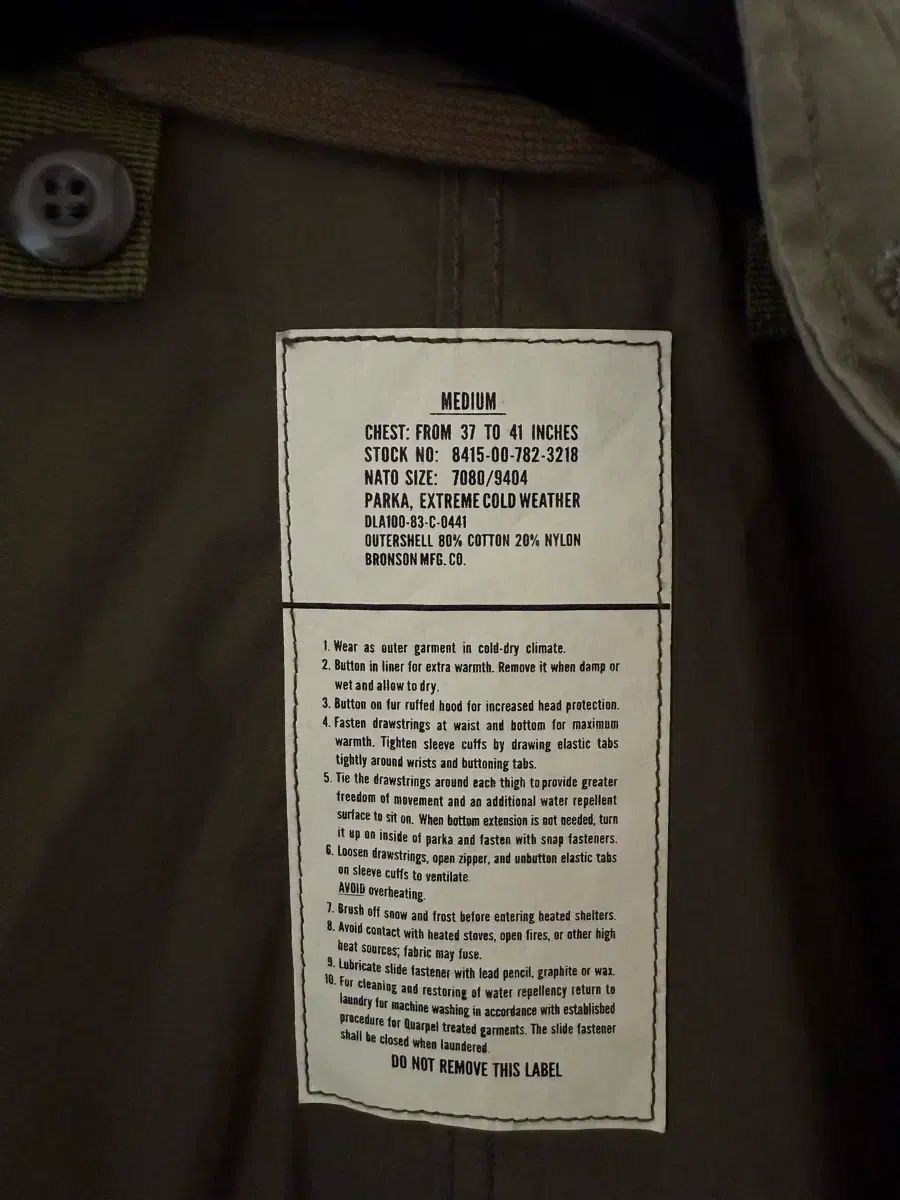 MEDIUM
CHEST: FROM 37 TO 41 INCHES
STOCK NO: 8415-00-782-3218
NATO SIZE: 7080/9404
PARKA, EXTREME COLD WEATHER
DLA100-83-C-0441
OUTERSHELL 80% COTTON 20% NYLON
BRONSON MFG. CO.
1. Wear as outer garment in cold-dry climate.
2. Button in liner for extra warmth. Remove it when damp or
wet and allow to dry.
3. Button on fur ruffed hood for increased head protection.
4. Fasten drawstrings at waist and bottom for maximum
warmth. Tighten sleeve cuffs by drawing elastic tabs
tightly around wrists and buttoning tabs.
5. Tie the drawstrings around each thigh to provide greater
freedom of movement and an additional water repellent
surface to sit on. When bottom extension is not needed, turn
it up on inside of parka and fasten with snap fasteners.
6. Loosen drawstrings, open zipper, and unbutton elastic tabs
on sleeve cuffs to ventilate.
AVOID overheating.
7. Brush off snow and frost before entering heated shelters.
8. Avoid contact with heated stoves, open fires, or other high
heat sources; fabric may fuse.
9. Lubricate slide fastener with lead pencil, graphite or wax.
10. For cleaning and restoring of water repellency return to
laundry for machine washing in accordance with established
procedure for Quarpel treated garments. The slide fastener
shall be closed when laundered.
DO NOT REMOVE THIS LABEL